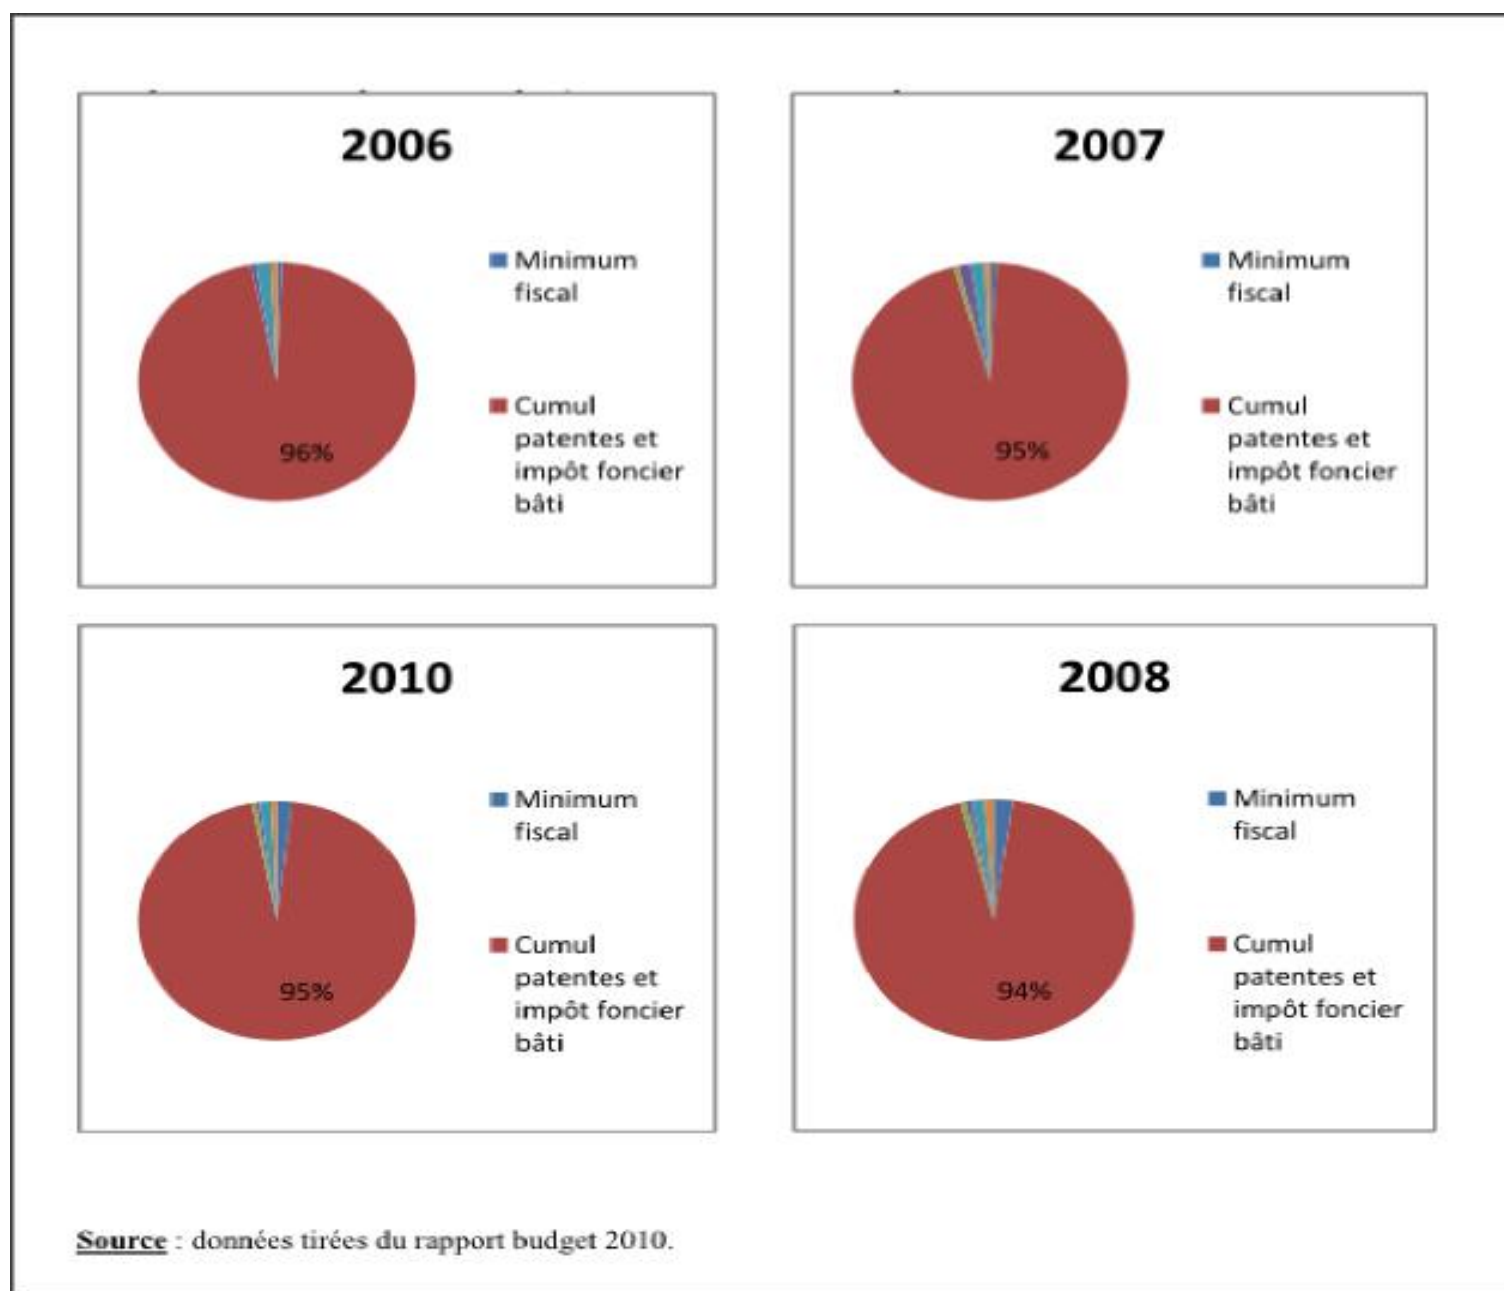 2006
Minimum
fiscal
Cumul
patentes et
impôt foncier
bâti
96%
2007
Minimum
fiscal
Cumul
patentes et
impôt foncier
bâti
95%
2010
Minimum
fiscal
Cumul
patentes et
impôt foncier
bâti
95%
2008
Minimum
fiscal
Cumul
patentes et
impôt foncier
bâti
94%
Source : données tirées du rapport budget 2010.